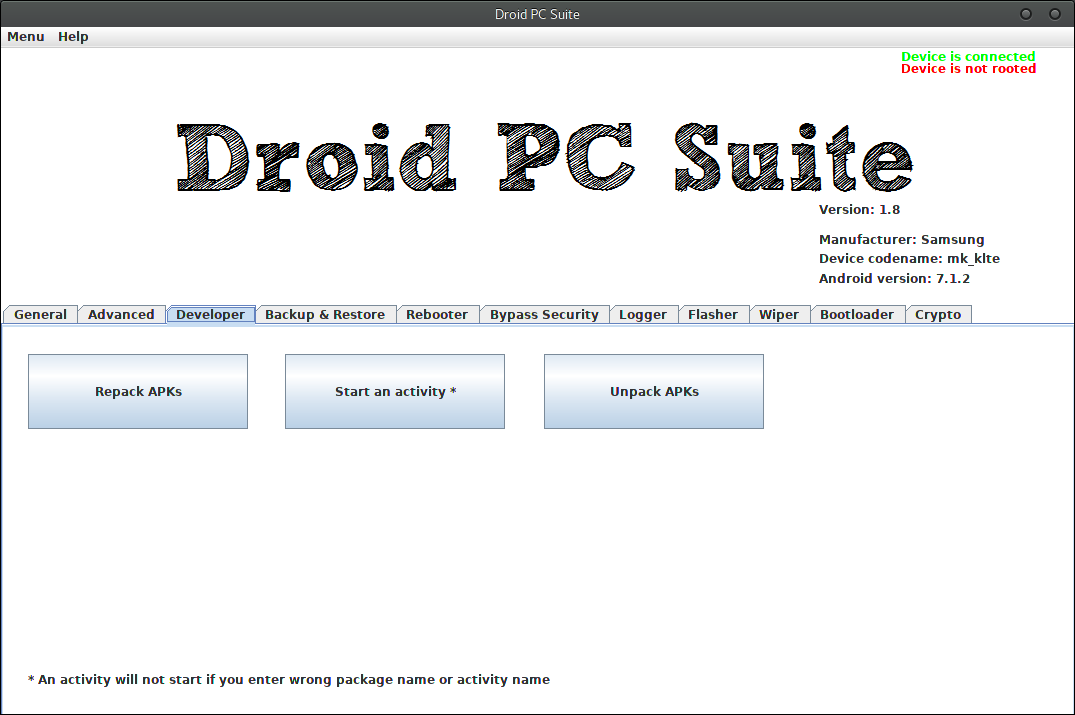 Droid PC Suite
Menu Help
Device is connected
Device is not rooted
Droid PC Suite
Version: 1.8
Manufacturer: Samsung
Device codename: mk_klte
Android version: 7.1.2
General Advanced Developer Backup & Restore Rebooter Bypass Security Logger Flasher Wiper Bootloader Crypto
Repack APKs Start an activity * Unpack APKs
* An activity will not start if you enter wrong package name or activity name